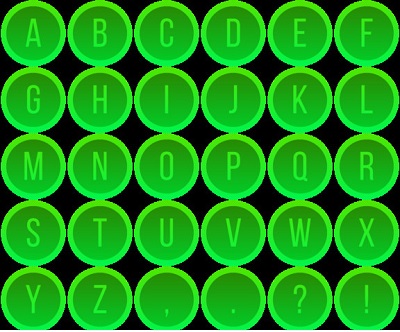 A B C D E F
G H I J K L
M N O P Q R
S T U V W X
Y Z , . ? !